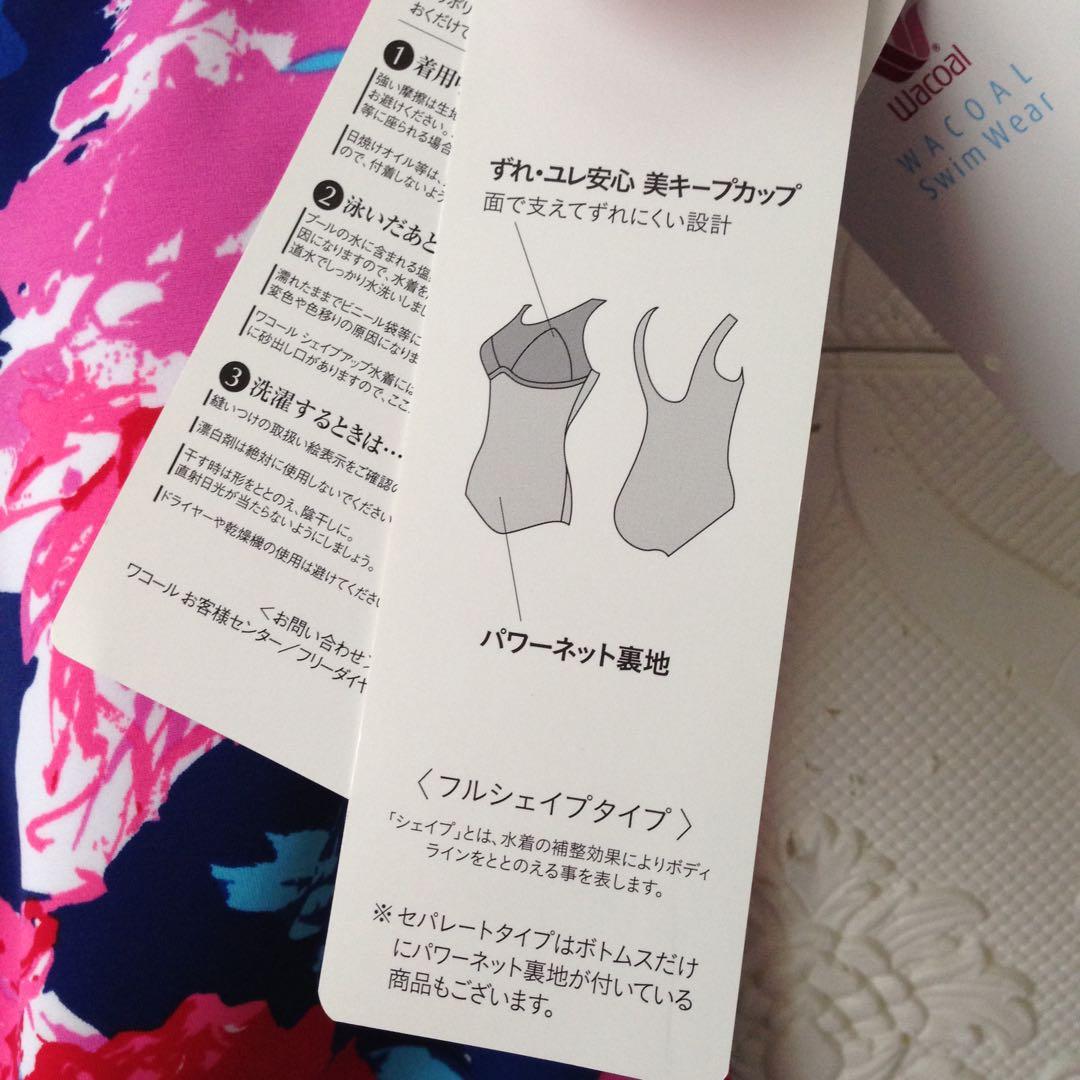 おくだけで
1 着用
強い摩擦は生地
お避けください。
等に座られる場合
日焼けオイル等は、
ので、付着しないよう
2 泳いだあと
プールの水に含まれる塩
因になりますので、水着を
道水でしっかり水洗いしまし
濡れたままでビニール袋等に
変色や色移りの原因になりま
ワコール シェイプアップ水着には
に砂出し口がありますので、ここ
3 洗濯するときは…
縫いつけの取扱い絵表示をご確認の
漂白剤は絶対に使用しないでください
干す時は形をととのえ、陰干しに。
直射日光が当たらないようにしましょう。
ドライヤーや乾燥機の使用は避けてください
〈お問い合わせ
ワコール お客様センター／フリーダイヤ
ずれ・ユレ安心 美キープカップ
面で支えてずれにくい設計
パワーネット裏地
〈フルシェイプタイプ〉
「シェイプ」とは、水着の補整効果によりボディ
ラインをととのえる事を表します。
※ セパレートタイプはボトムスだけ
にパワーネット裏地が付いている
商品もございます。
Wacoal®
WACOAL
Swim Wear